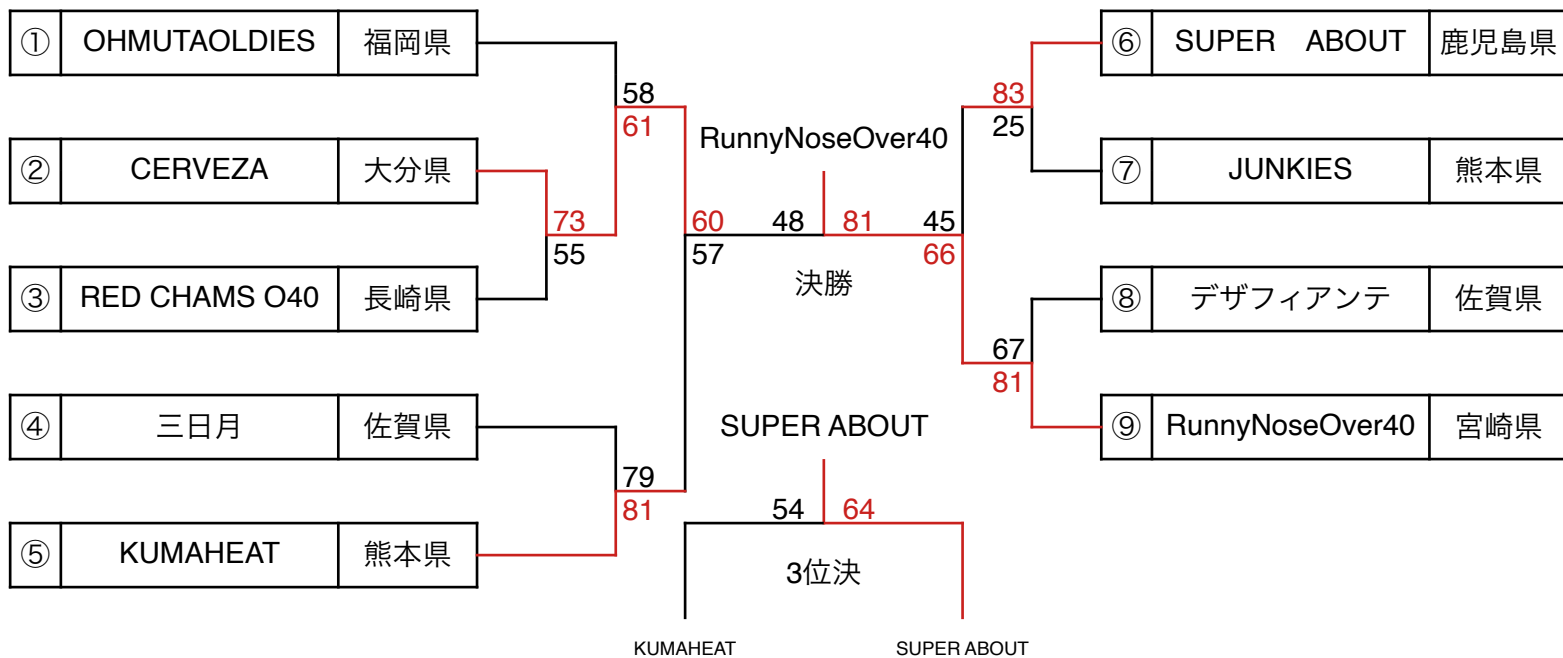 ① OHMUTAOLDIES 福岡県
② CERVEZA 大分県
③ RED CHAMS O40 長崎県
④ 三日月 佐賀県
⑤ KUMAHEAT 熊本県
58
61
73
55
60
57
79
81
RunnyNoseOver40
48 81
決勝
SUPER ABOUT
54 64
3位決
KUMAHEAT SUPER ABOUT
83
25
45
66
67
81
⑥ SUPER　ABOUT 鹿児島県
⑦ JUNKIES 熊本県
⑧ デザフィアンテ 佐賀県
⑨ RunnyNoseOver40 宮崎県